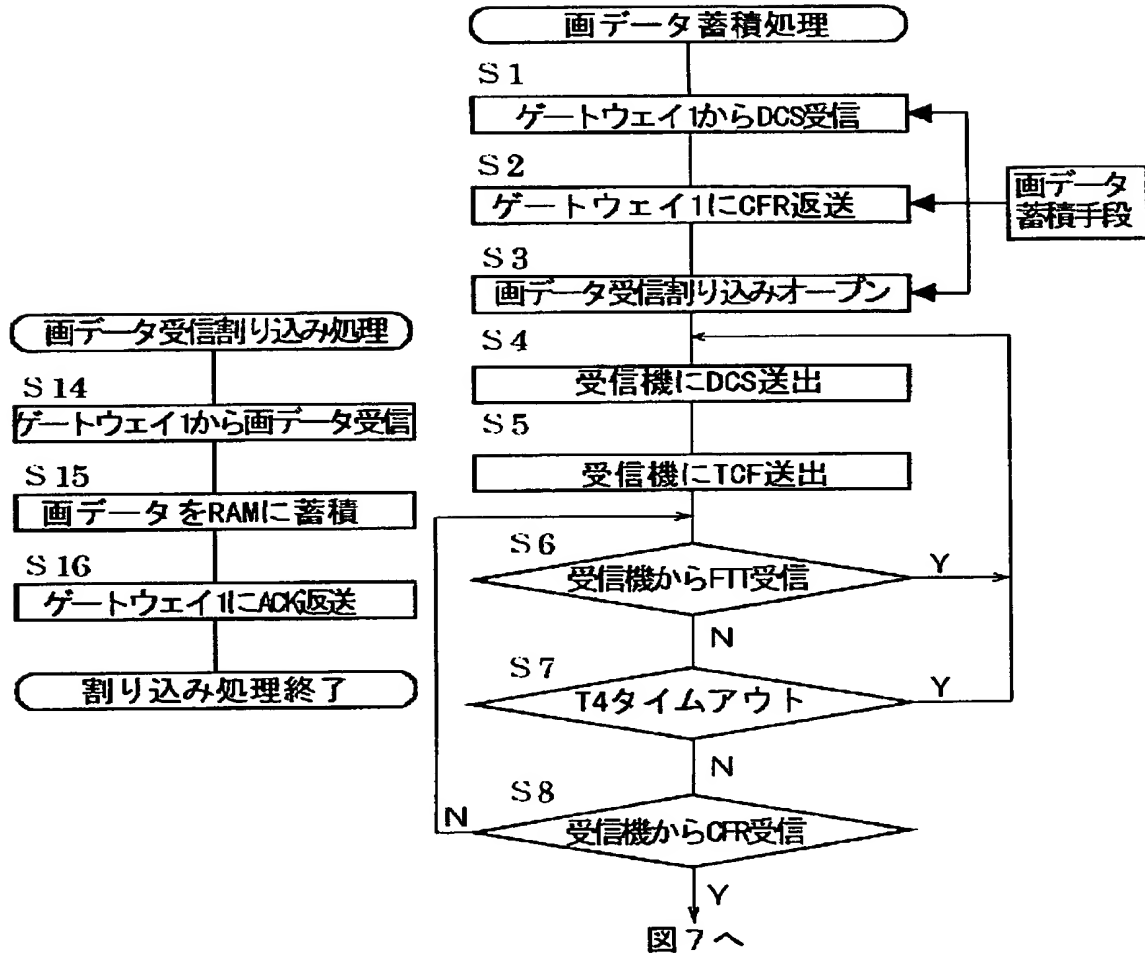 画データ蓄積処理
S1
ゲートウェイ1からDCS受信
S2
ゲートウェイ1にCFR返送
画データ
蓄積手段
S3
画データ受信割り込みオープン
S4
受信機にDCS送出
S5
受信機にTCF送出
S6
受信機からFTT受信
Y
N
S7
T4タイムアウト
Y
N
S8
受信機からCFR受信
N
Y
図7へ
画データ受信割り込み処理
S14
ゲートウェイ1から画データ受信
S15
画データをRAMに蓄積
S16
ゲートウェイ1にACK返送
割り込み処理終了